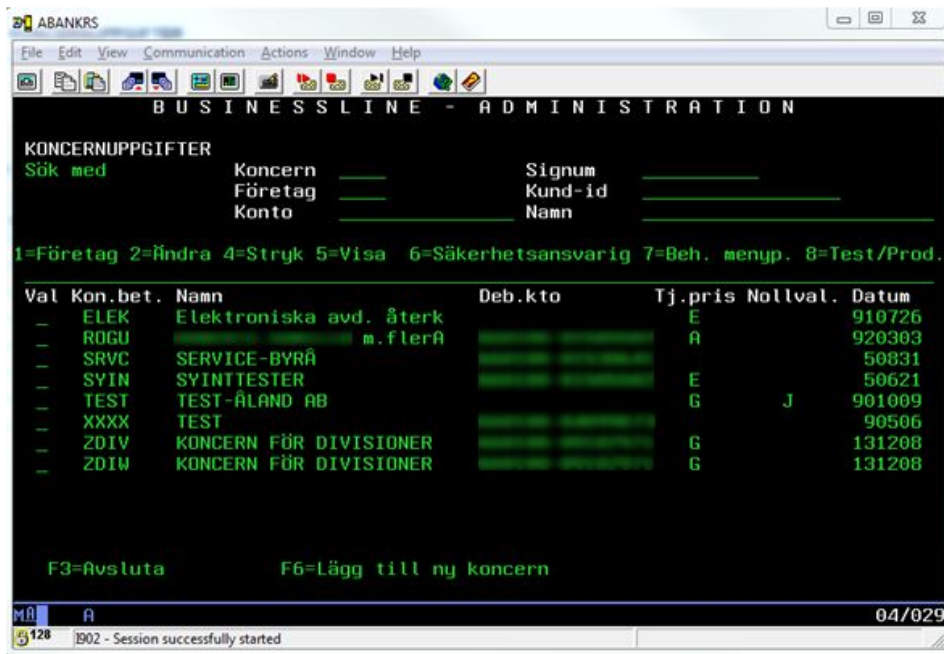 ABANKRS
File Edit View Communication Actions Window Help
BUSINESSLINE - ADMINISTRATION
KONCERNUPPGIFTER
Sök med Koncern Signum
Företag Kund-id
Konto Namn
1=Företag 2=Ändra 4=Stryk 5=Visa 6=Säkerhetsansvarig 7=Beh. menyp. 8=Test/Prod.
Val Kon.bet. Namn Deb.kto Tj.pris Nollval. Datum
ELEK Elektroniska avd. återk E 910726
ROGU m.flerA A 920303
SRVC SERVICE-BYRÅ 50831
SYIN SYINTTESTER E 50621
TEST TEST-ÅLAND AB G J 901009
XXXX TEST 90506
ZDIV KONCERN FÖR DIVISIONER G 131208
ZDIW KONCERN FÖR DIVISIONER G 131208
F3=Avsluta F6=Lägg till ny koncern
MÅ A 04/029
128 I902 - Session successfully started